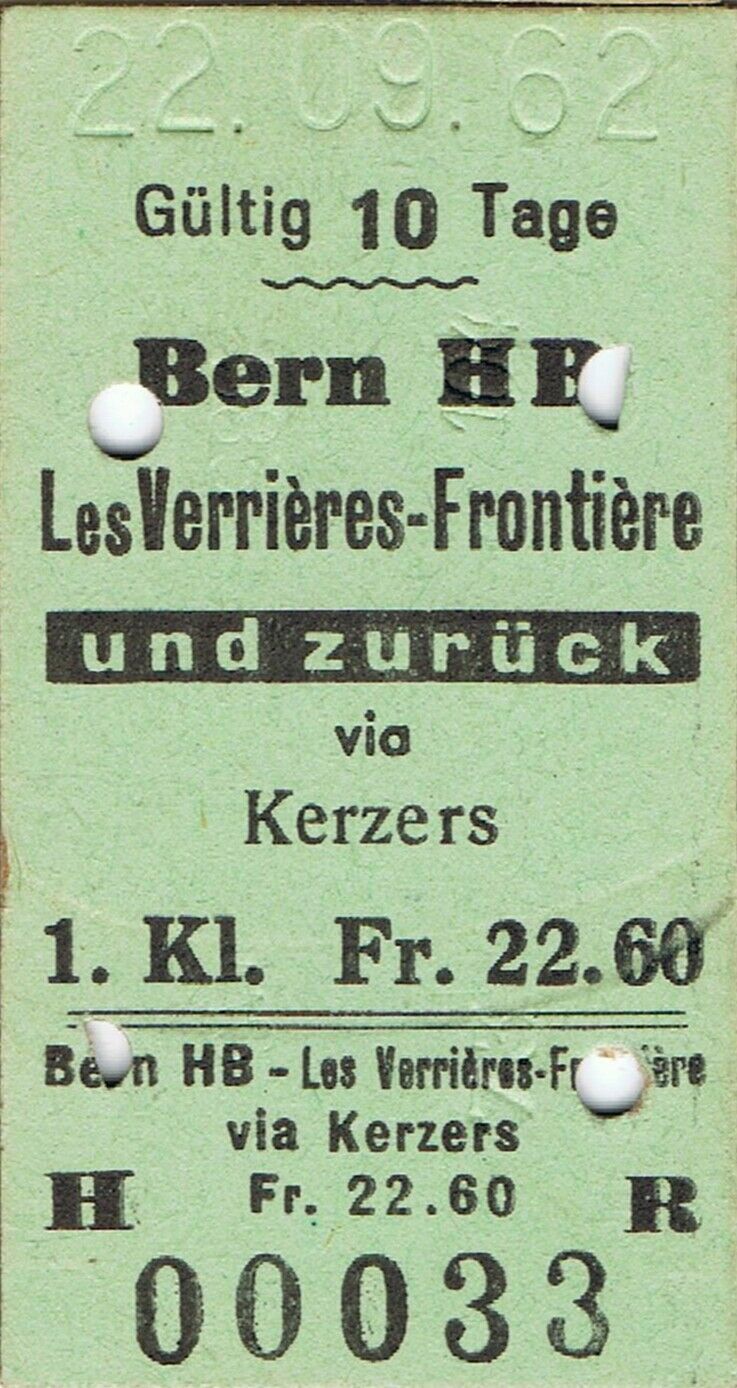 22.09.62
Gültig 10 Tage
Bern HB
Les Verrières-Frontière
und zurück
via
Kerzers
1. Kl. Fr. 22.60
Bern HB - Les Verrières-Frontière
via Kerzers
H Fr. 22.60 R
00033